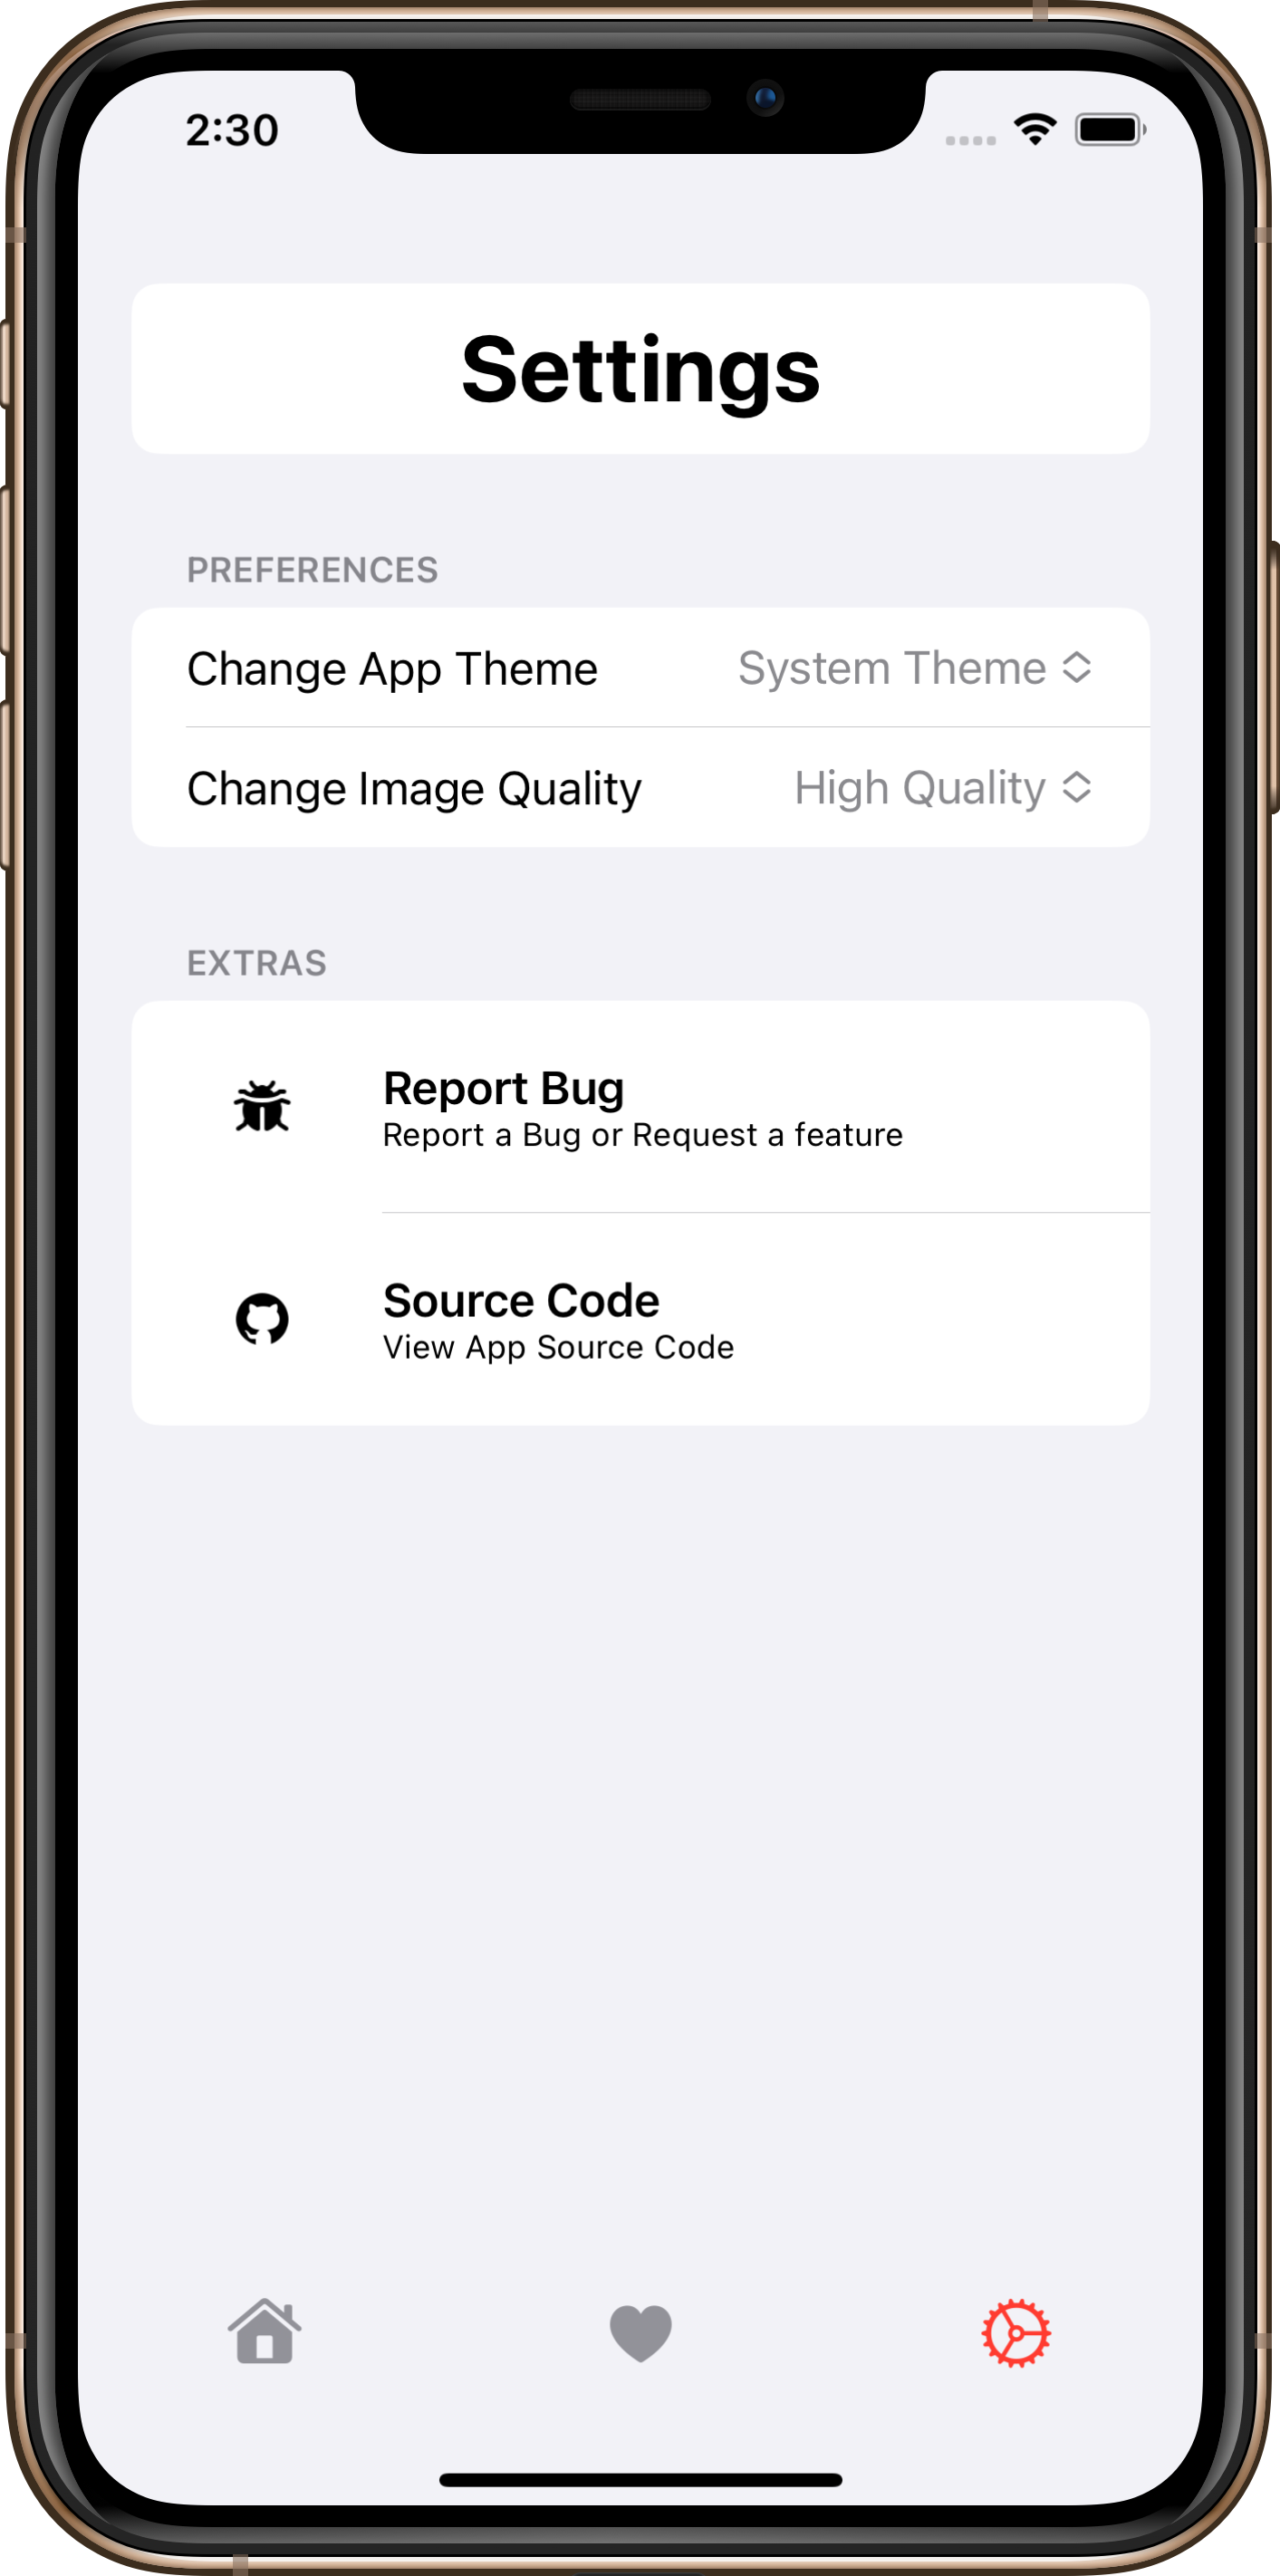 2:30
Settings
PREFERENCES
Change App Theme System Theme
Change Image Quality High Quality
EXTRAS
Report Bug
Report a Bug or Request a feature
Source Code
View App Source Code